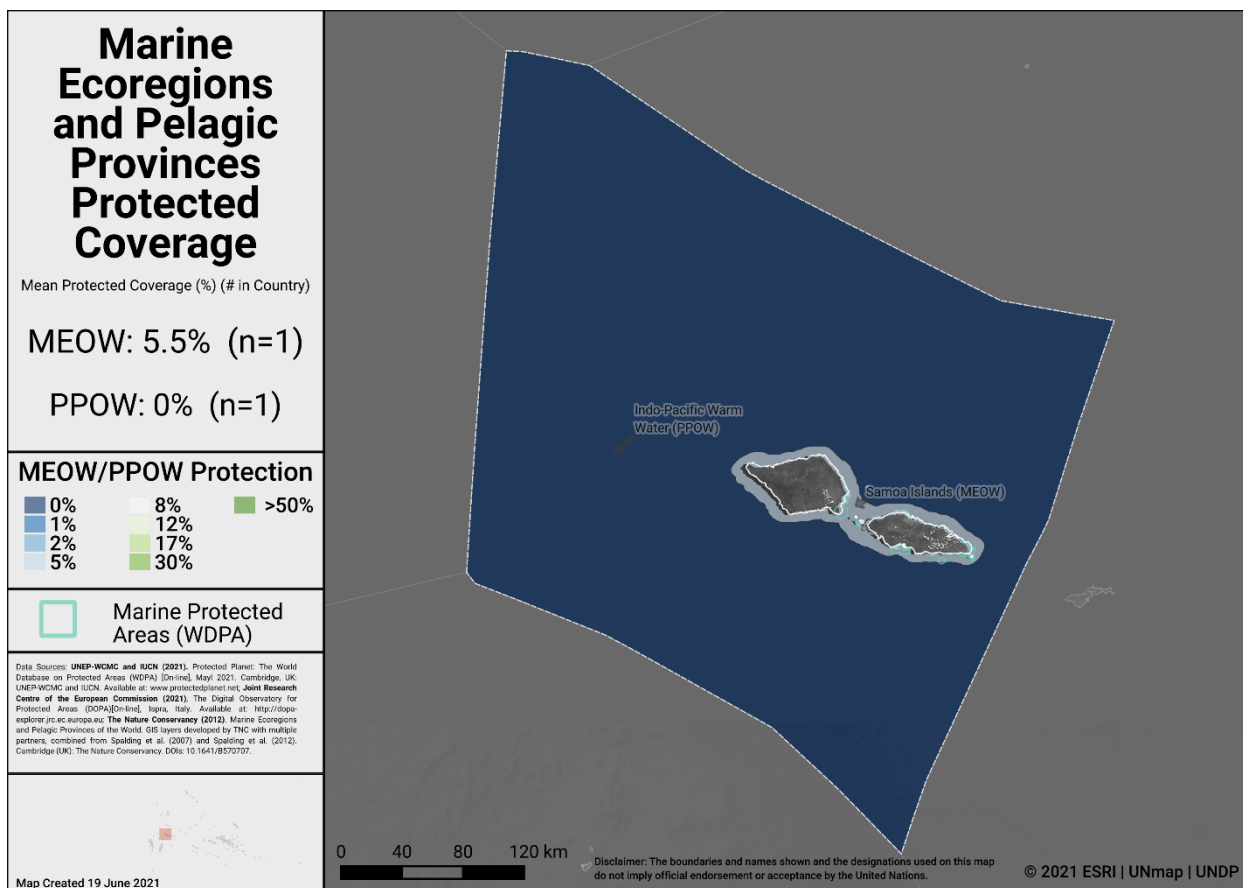 Marine
Ecoregions
and Pelagic
Provinces
Protected
Coverage
Mean Protected Coverage (%) (# in Country)
MEOW: 5.5% (n=1)
PPOW: 0% (n=1)
MEOW/PPOW Protection
0%
1%
2%
5%
8%
12%
17%
30%
>50%
Marine Protected
Areas (WDPA)
Data Sources: UNEP-WCMC and IUCN (2021). Protected Planet: The World
Database on Protected Areas (WDPA) [On-line], Mayl 2021. Cambridge, UK:
UNEP-WCMC and IUCN. Available at: www.protectedplanet.net; Joint Research
Centre of the European Commission (2021), The Digital Observatory for
Protected Areas (DOPA)[On-line], Ispra, Italy. Available at: http://dopa-
explorer.jrc.ec.europa.eu; The Nature Conservancy (2012). Marine Ecoregions
and Pelagic Provinces of the World. GIS layers developed by TNC with multiple
partners, combined from Spalding et al. (2007) and Spalding et al. (2012).
Cambridge (UK): The Nature Conservancy. DOIs: 10.1641/B570707.
Map Created 19 June 2021
Indo-Pacific Warm
Water (PPOW)
Samoa Islands (MEOW)
0 40 80 120 km
Disclaimer: The boundaries and names shown and the designations used on this map
do not imply official endorsement or acceptance by the United Nations.
© 2021 ESRI | UNmap | UNDP